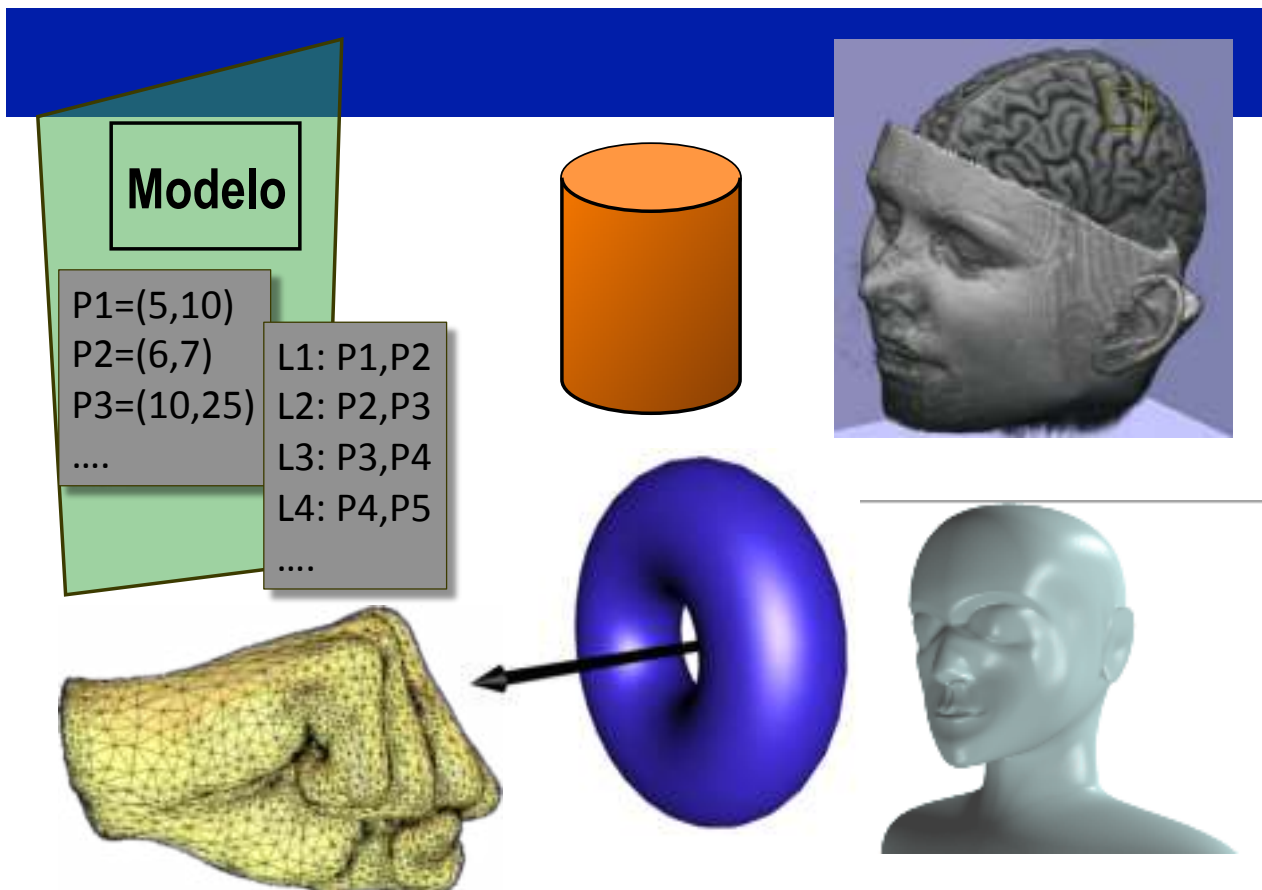 Modelo
P1=(5,10)
P2=(6,7)
P3=(10,25)
....
L1: P1,P2
L2: P2,P3
L3: P3,P4
L4: P4,P5
....